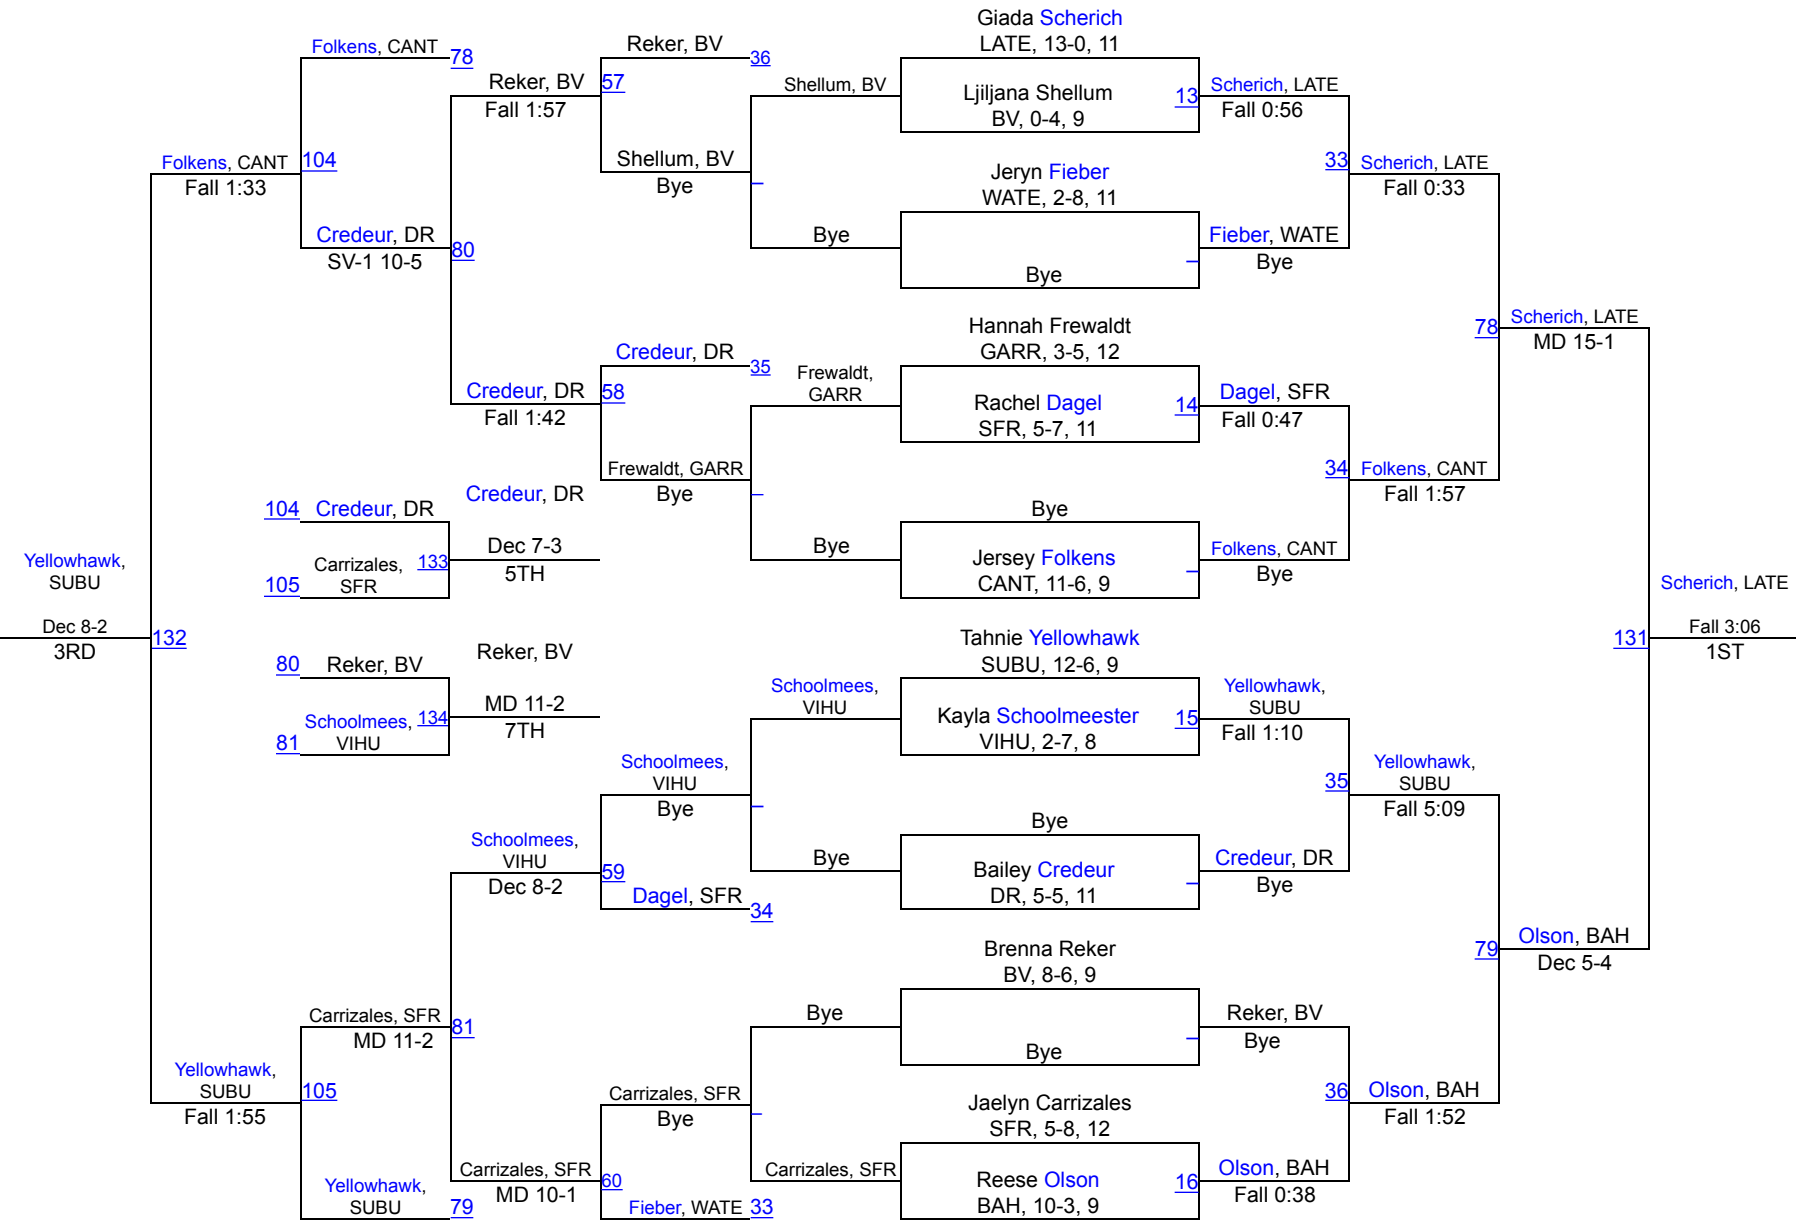 Giada Scherich
LATE, 13-0, 11
Folkens, CANT
78
Reker, BV
36
Reker, BV
57
Fall 1:57
Shellum, BV
Ljiljana Shellum
BV, 0-4, 9
13
Scherich, LATE
Fall 0:56
Folkens, CANT
104
Fall 1:33
Shellum, BV
Bye
Jeryn Fieber
WATE, 2-8, 11
33
Scherich, LATE
Fall 0:33
Credeur, DR
SV-1 10-5
80
Bye
Bye
Fieber, WATE
Bye
Hannah Frewaldt
GARR, 3-5, 12
78
Scherich, LATE
MD 15-1
Credeur, DR
35
Credeur, DR
58
Fall 1:42
Frewaldt,
GARR
Rachel Dagel
SFR, 5-7, 11
14
Dagel, SFR
Fall 0:47
Frewaldt, GARR
Bye
34
Folkens, CANT
Fall 1:57
104
Credeur, DR
Credeur, DR
Dec 7-3
5TH
Carrizales,
SFR
133
105
Bye
Bye
Jersey Folkens
CANT, 11-6, 9
Folkens, CANT
Bye
Yellowhawk,
SUBU
Dec 8-2
3RD
132
Scherich, LATE
131
Fall 3:06
1ST
80
Reker, BV
Reker, BV
MD 11-2
7TH
Schoolmees,
VIHU
134
81
Tahnie Yellowhawk
SUBU, 12-6, 9
Schoolmees,
VIHU
Kayla Schoolmeester
VIHU, 2-7, 8
15
Yellowhawk,
SUBU
Fall 1:10
Schoolmees,
VIHU
Bye
35
Yellowhawk,
SUBU
Fall 5:09
Schoolmees,
VIHU
Dec 8-2
59
Bye
Bye
Bailey Credeur
DR, 5-5, 11
Credeur, DR
Bye
Dagel, SFR
34
Brenna Reker
BV, 8-6, 9
79
Olson, BAH
Dec 5-4
Carrizales, SFR
MD 11-2
81
Bye
Bye
Reker, BV
Bye
Yellowhawk,
SUBU
105
Fall 1:55
Carrizales, SFR
Bye
Jaelyn Carrizales
SFR, 5-8, 12
36
Olson, BAH
Fall 1:52
Yellowhawk,
SUBU
79
Carrizales, SFR
MD 10-1
60
Fieber, WATE
33
Carrizales, SFR
Reese Olson
BAH, 10-3, 9
16
Olson, BAH
Fall 0:38